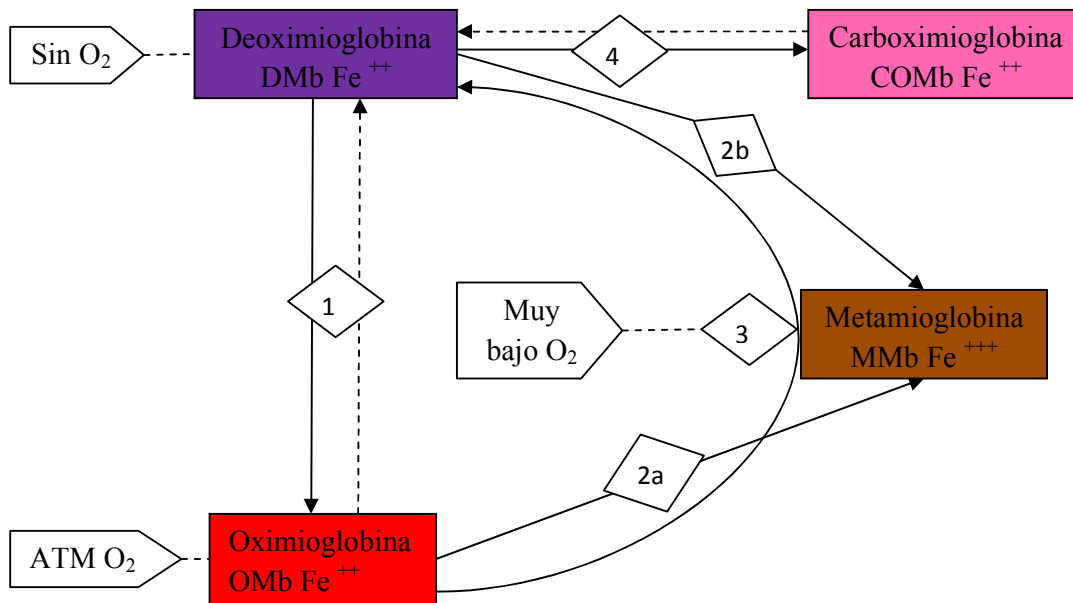 Sin O₂
Deoximioglobina
DMb Fe ⁺⁺
4
Carboximioglobina
COMb Fe ⁺⁺
2b
1
Muy
bajo O₂
3
Metamioglobina
MMb Fe ⁺⁺⁺
2a
ATM O₂
Oximioglobina
OMb Fe ⁺⁺